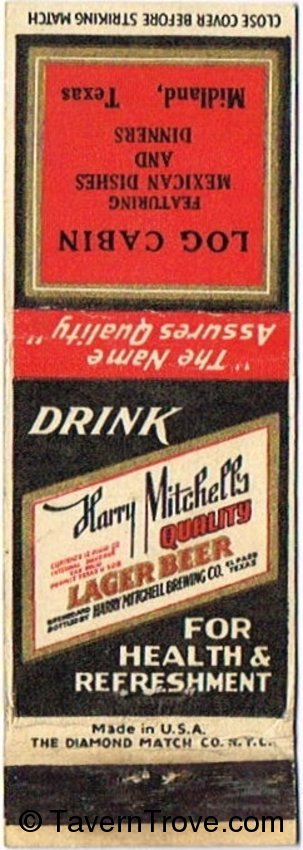 CLOSE COVER BEFORE STRIKING MATCH
LOG CABIN
FEATURING
MEXICAN DISHES
AND
DINNERS
Midland, Texas
"The Name
Assures Quality"
DRINK
Harry Mitchell's
QUALITY
LAGER BEER
BOTTLED BY HARRY MITCHELL BREWING CO. EL PASO
TEXAS
FOR
HEALTH &
REFRESHMENT
Made in U.S.A.
THE DIAMOND MATCH CO. N.Y.C.
© TavernTrove.com